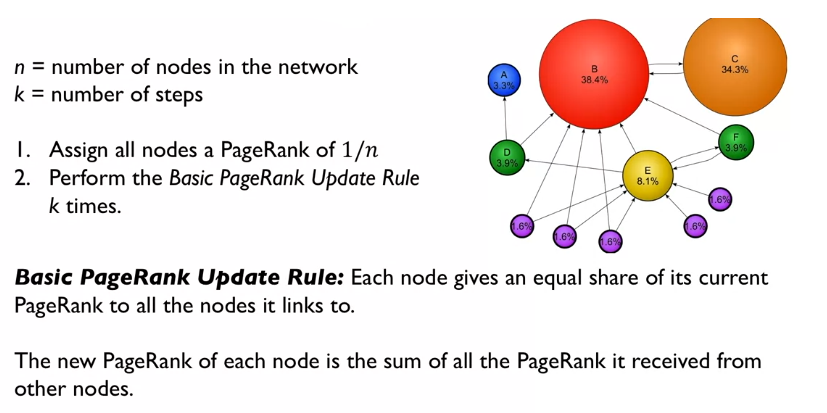 n = number of nodes in the network
k = number of steps
1. Assign all nodes a PageRank of 1/n
2. Perform the Basic PageRank Update Rule
k times.
A
3.3%
B
38.4%
C
34.3%
D
3.9%
E
8.1%
F
3.9%
1.6%
1.6%
1.6%
1.6%
1.6%
Basic PageRank Update Rule: Each node gives an equal share of its current
PageRank to all the nodes it links to.
The new PageRank of each node is the sum of all the PageRank it received from
other nodes.